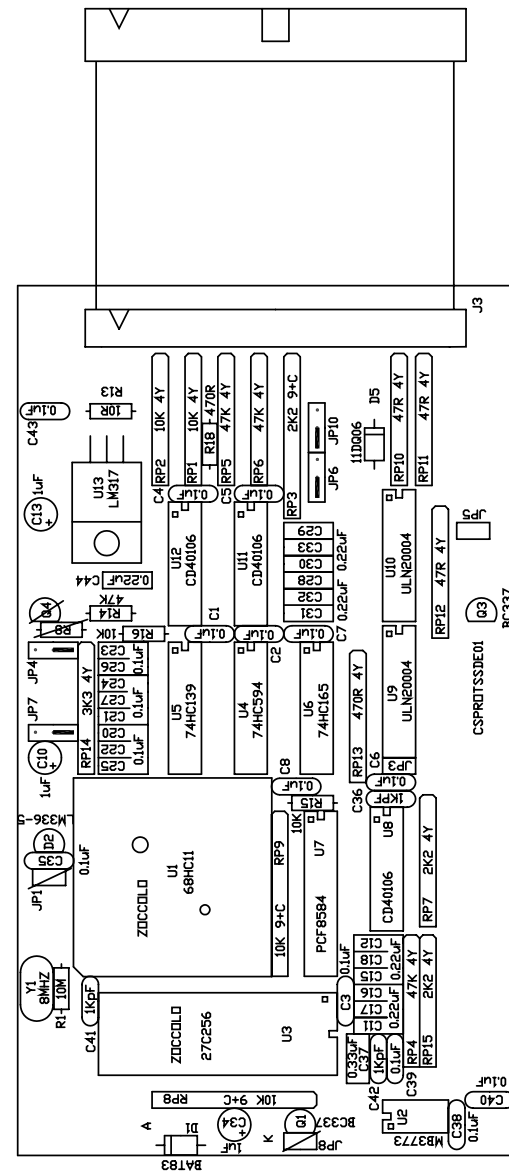 J3
C43
0.1uF
R13
10R
RP2 10K 4Y
RP1 10K 4Y
R18 470R
RP5 47K 4Y
RP6 47K 4Y
RP3 2K2 9+C
JP10
JP6
D5
11DQ06
RP10 47R 4Y
RP11 47R 4Y
C13 1uF
U13
LM317
C4
0.1uF
C5
0.1uF
C44
0.22uF
U12
CD40106
U11
CD40106
C29
C33
C30
C28
C32
C31
0.22uF
0.22uF
U10
ULN20004
RP12 47R 4Y
JP5
Q4
R8
R14
47K
R16
10K
C1
0.1uF
C2
0.1uF
C7
0.1uF
Q3
BC337
CSPROTSSDE01
JP4
JP7
RP14 3K3 4Y
C23
C26
C24
C27
C21
C20
C22
C25
0.1uF
0.1uF
0.1uF
U5
74HC139
U4
74HC594
U6
74HC165
RP13 470R 4Y
U9
ULN20004
JP3
C10
1uF
C6
0.1uF
C36
1KPF
C8
0.1uF
R15
10K
LM336-5
D2
C35
0.1uF
JP1
ZOCCOLO
U1
68HC11
10K 9+C RP9
U7
PCF8584
U8
CD40106
RP7 2K2 4Y
Y1
8MHZ
R1
10M
C41
1KpF
ZOCCOLO
27C256
U3
C3
0.1uF
C12
C18
C15
C16
C17
C11
0.22uF
0.22uF
RP4 47K 4Y
RP15 2K2 4Y
0.33uF
C37
C42
1KpF
C39
0.1uF
RP8 10K 9+C
A
D1
K
BAT83
C34
1uF
Q1
BC337
JP8
U2
MB3773
C38
0.1uF
C40
0.1uF